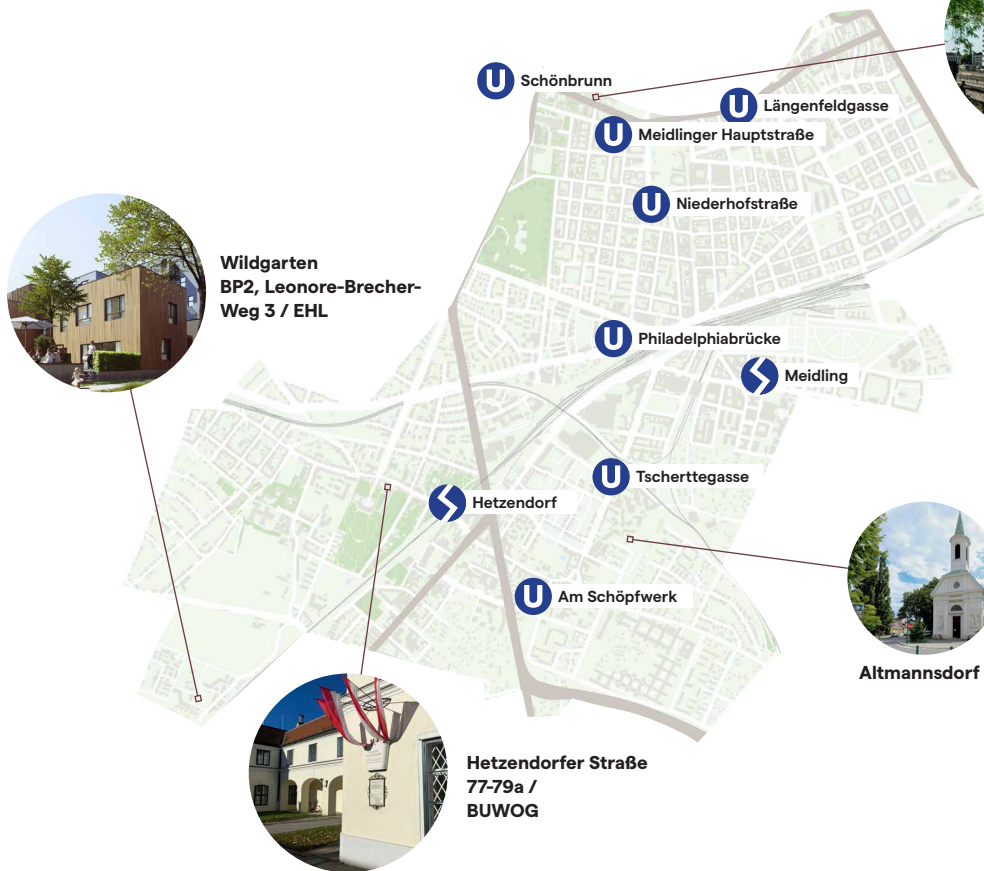 Schönbrunn
Längenfeldgasse
Meidlinger Hauptstraße
Niederhofstraße
Wildgarten
BP2, Leonore-Brecher-
Weg 3 / EHL
Philadelphiabrücke
Meidling
Tscherttegasse
Hetzendorf
Am Schöpfwerk
Altmannsdorf
Hetzendorfer Straße
77-79a /
BUWOG